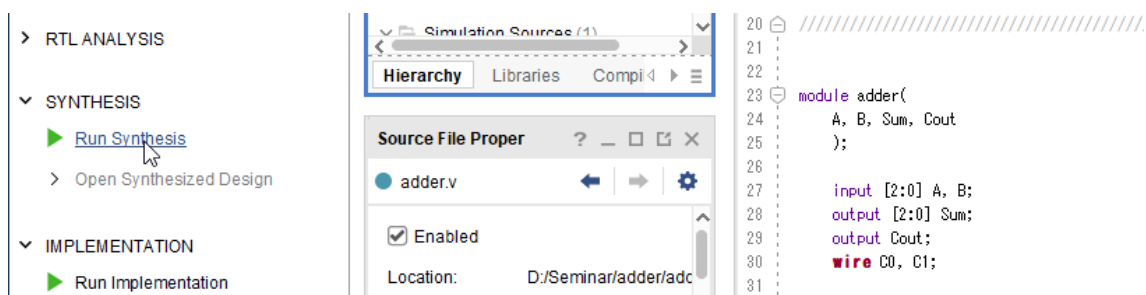 RTL ANALYSIS
SYNTHESIS
Run Synthesis
Open Synthesized Design
IMPLEMENTATION
Run Implementation
Simulation Sources (1)
Hierarchy Libraries Compi
Source File Proper ? _ □ X
adder.v
Enabled
Location: D:/Seminar/adder/adc
20 ////////////////////////////////////////
21
22
23 module adder(
24 A, B, Sum, Cout
25 );
26
27 input [2:0] A, B;
28 output [2:0] Sum;
29 output Cout;
30 wire C0, C1;
31